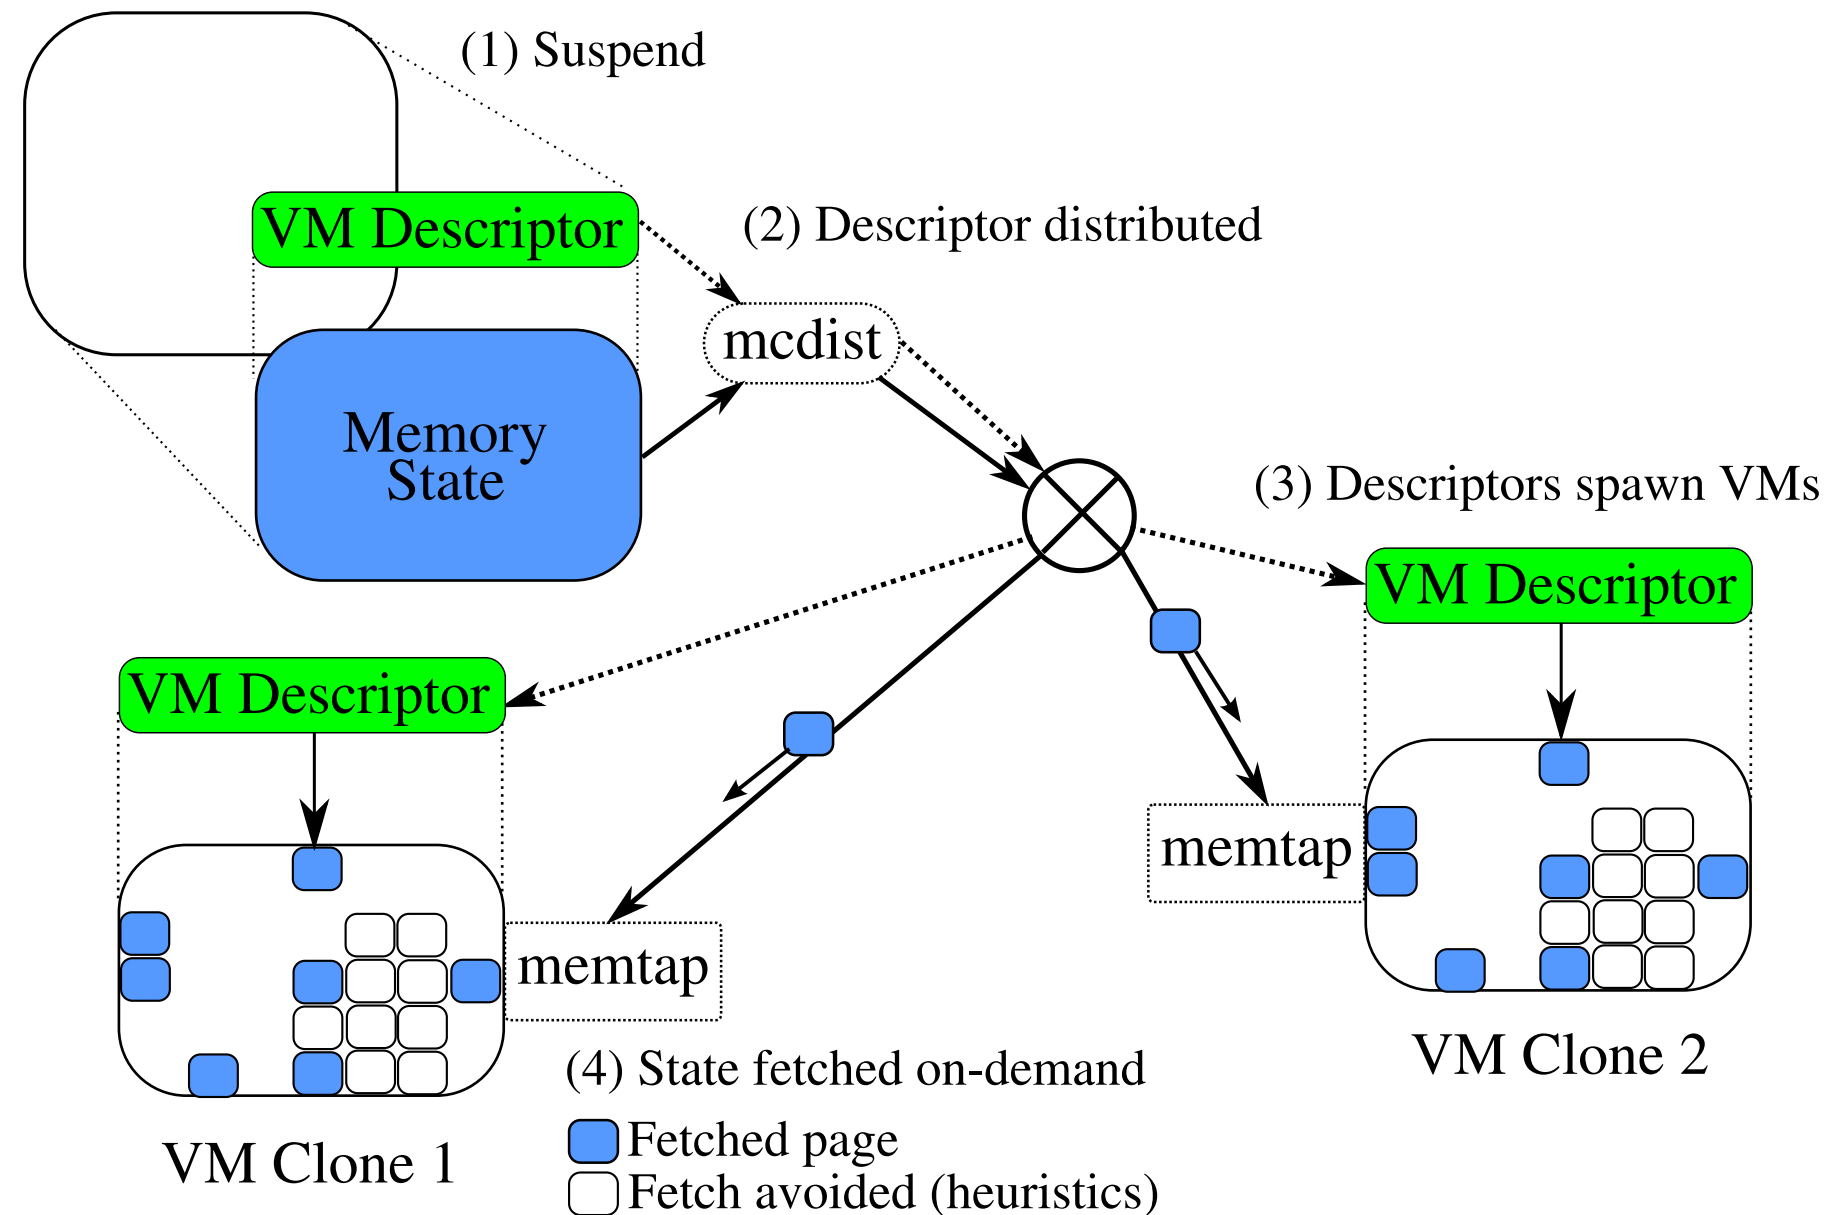 (1) Suspend
VM Descriptor
(2) Descriptor distributed
mcdist
Memory
State
(3) Descriptors spawn VMs
VM Descriptor
VM Descriptor
memtap
memtap
VM Clone 2
(4) State fetched on-demand
Fetched page
VM Clone 1
Fetch avoided (heuristics)